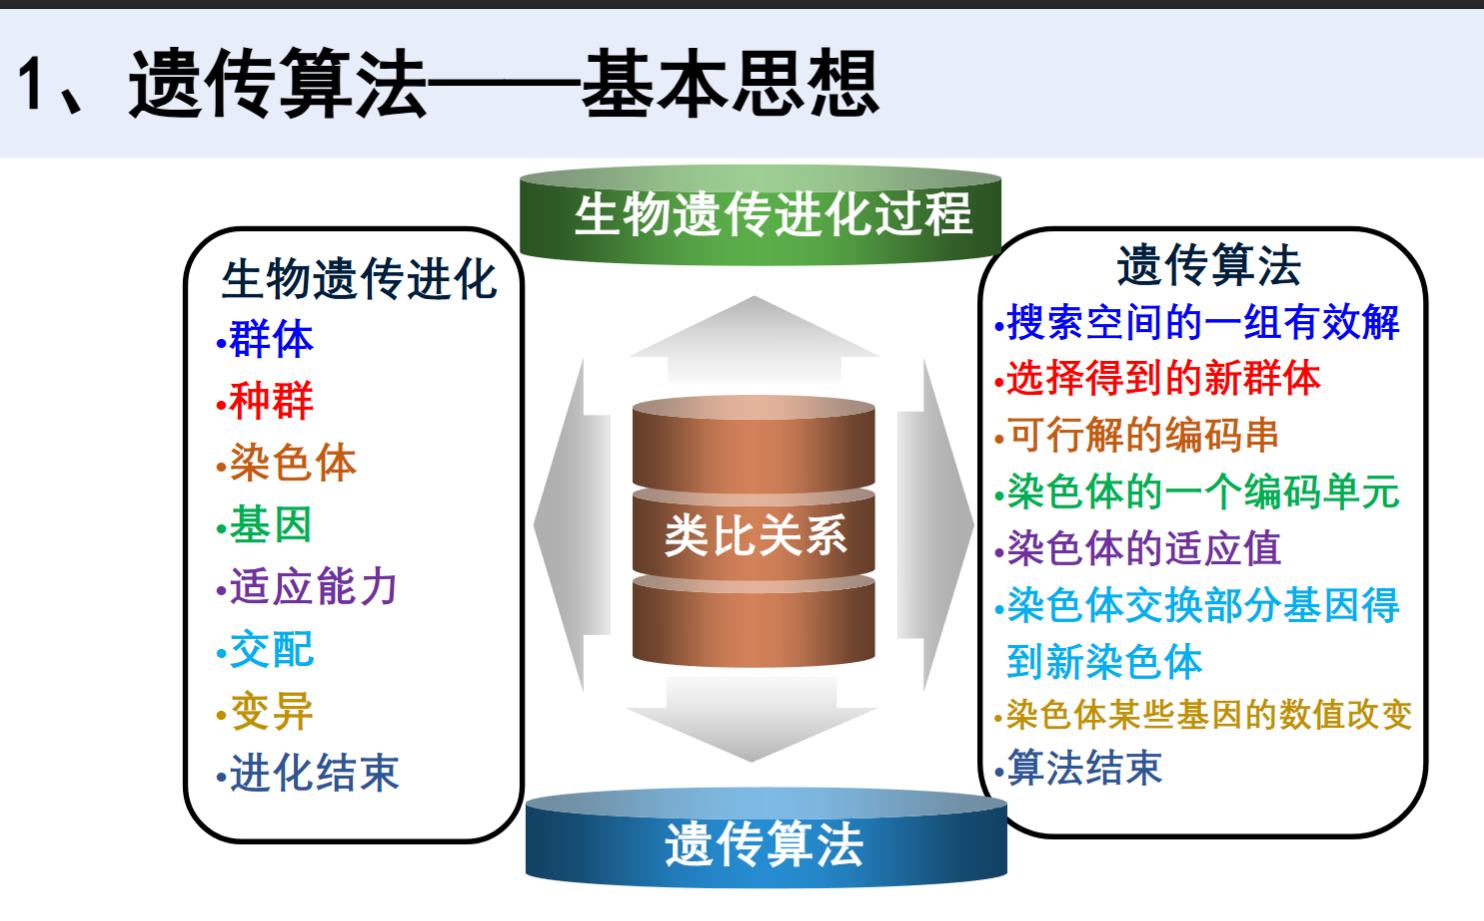 1、遗传算法——基本思想
生物遗传进化过程
生物遗传进化
•群体
•种群
•染色体
•基因
•适应能力
•交配
•变异
•进化结束
类比关系
遗传算法
•搜索空间的一组有效解
•选择得到的新群体
•可行解的编码串
•染色体的一个编码单元
•染色体的适应值
•染色体交换部分基因得
到新染色体
•染色体某些基因的数值改变
•算法结束
遗传算法